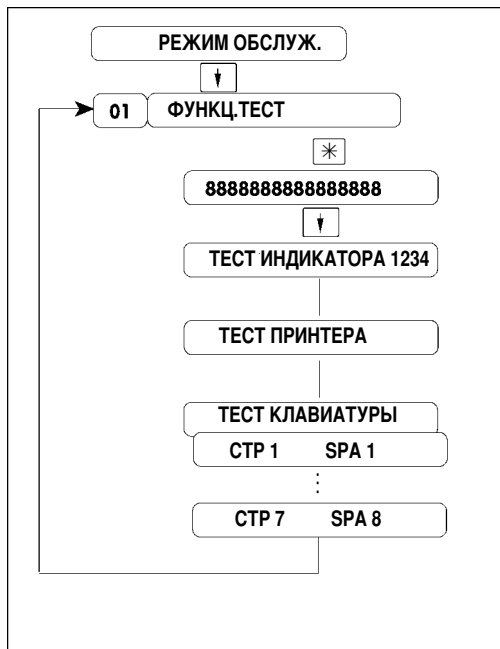 РЕЖИМ ОБСЛУЖ.
01 ФУНКЦ.ТЕСТ
8888888888888888
ТЕСТ ИНДИКАТОРА 1234
ТЕСТ ПРИНТЕРА
ТЕСТ КЛАВИАТУРЫ
СТР 1 SPA 1
СТР 7 SPA 8